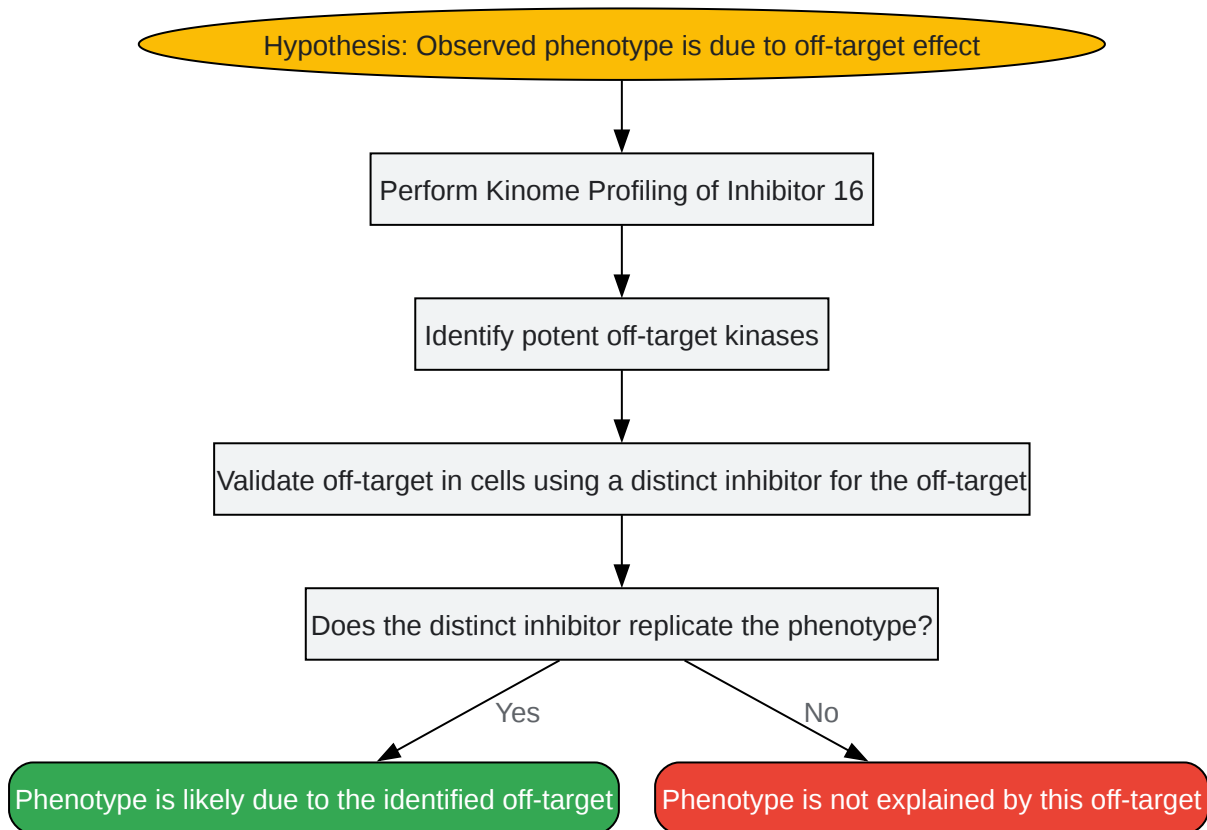 Hypothesis: Observed phenotype is due to off-target effect
Perform Kinome Profiling of Inhibitor 16
Identify potent off-target kinases
Validate off-target in cells using a distinct inhibitor for the off-target
Does the distinct inhibitor replicate the phenotype?
Yes
No
Phenotype is likely due to the identified off-target
Phenotype is not explained by this off-target